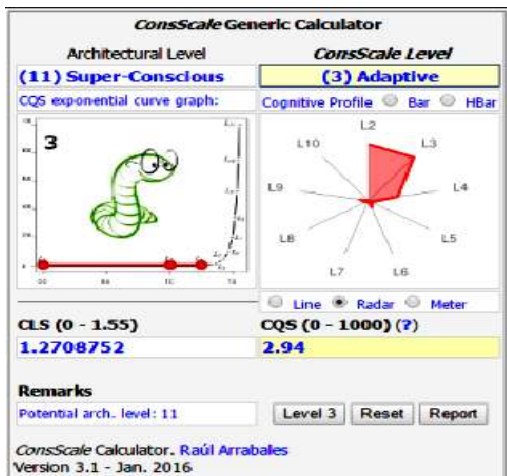 ConsScale Generic Calculator
Architectural Level
ConsScale Level
(11) Super-Conscious
(3) Adaptive
CQS exponential curve graph:
Cognitive Profile Bar HBar
3
L2
L3
L4
L5
L6
L7
L8
L9
L10
Line Radar Meter
CLS (0 - 1.55)
CQS (0 - 1000) (?)
1.2708752
2.94
Remarks
Potential arch. level: 11
Level 3 Reset Report
ConsScale Calculator. Raúl Arrabales
Version 3.1 - Jan. 2016